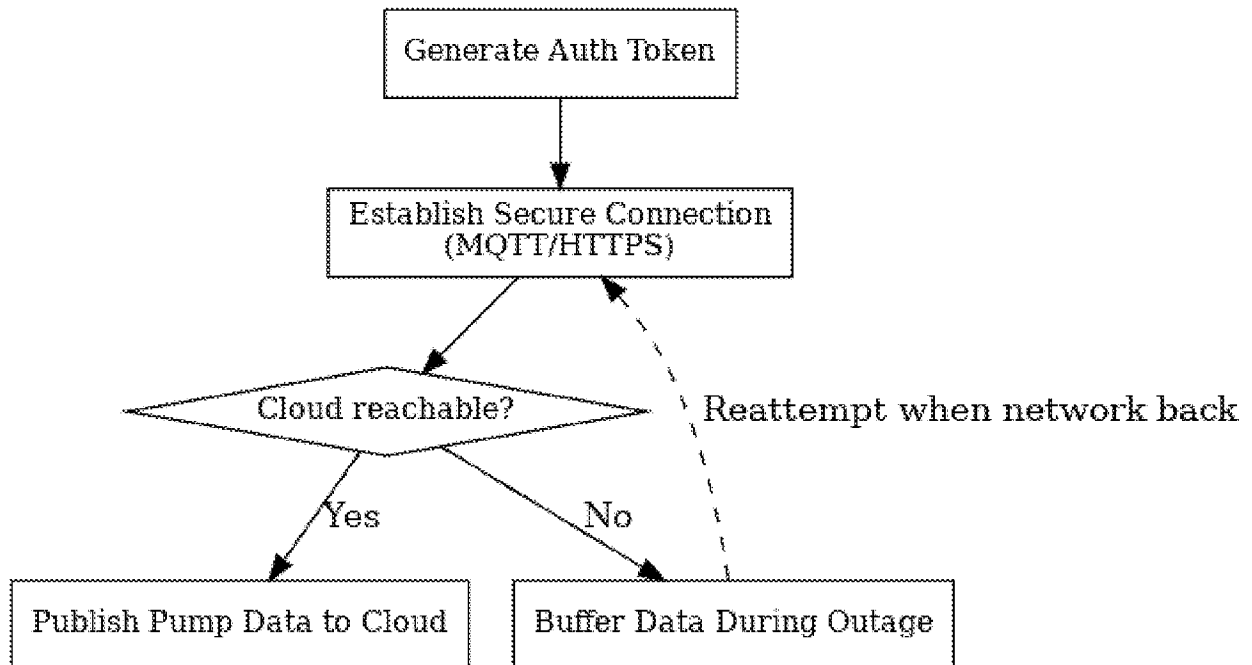 Generate Auth Token
Establish Secure Connection
(MQTT/HTTPS)
Cloud reachable?
Reattempt when network back
Yes
No
Publish Pump Data to Cloud
Buffer Data During Outage